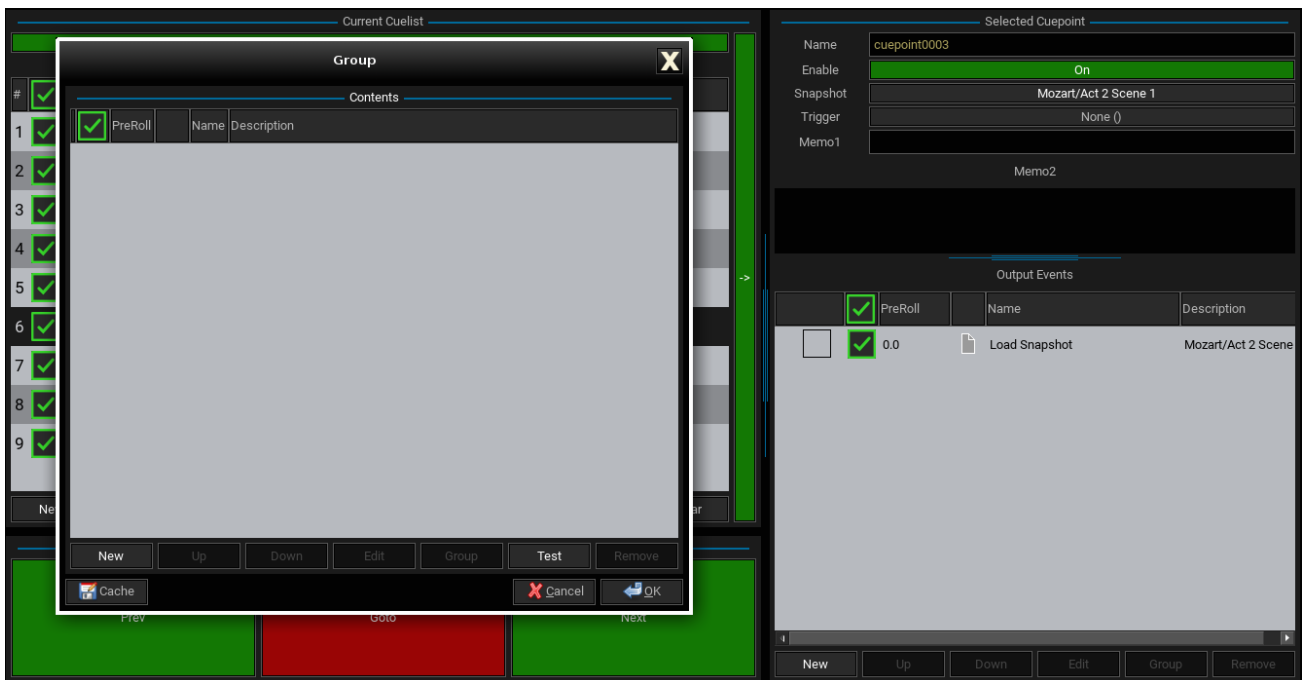 Current Cuelist
Group
X
Contents
PreRoll Name Description
#
1
2
3
4
5
6
7
8
9
->
New Up Down Edit Group Test Remove
Cache Cancel OK
Prev Goto Next
Selected Cuepoint
Name cuepoint0003
Enable On
Snapshot Mozart/Act 2 Scene 1
Trigger None ()
Memo1
Memo2
Output Events
PreRoll Name Description
0.0 Load Snapshot Mozart/Act 2 Scene
New Up Down Edit Group Remove